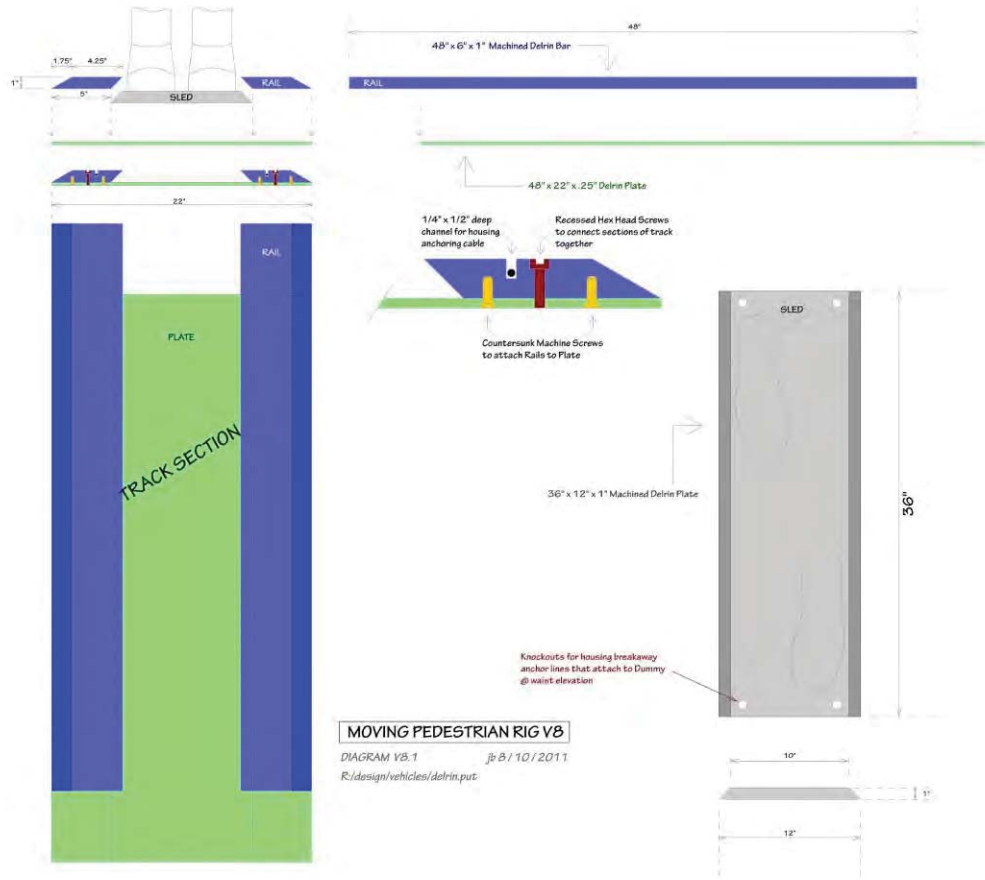 48"
48" x 6" x 1" Machined Delrin Bar
1.75" 4.25"
1"
RAIL
RAIL
SLED
48" x 22" x .25" Delrin Plate
22"
1/4" x 1/2" deep
channel for housing
anchoring cable
Recessed Hex Head Screws
to connect sections of track
together
RAIL
SLED
PLATE
Countersunk Machine Screws
to attach Rails to Plate
TRACK SECTION
36" x 12" x 1" Machined Delrin Plate
36"
Knockouts for housing breakaway
anchor lines that attach to Dummy
@ waist elevation
MOVING PEDESTRIAN RIG V8
DIAGRAM V8.1 jb 8 / 10 / 2011
R:/design/vehicles/delrin.put
10"
1"
12"